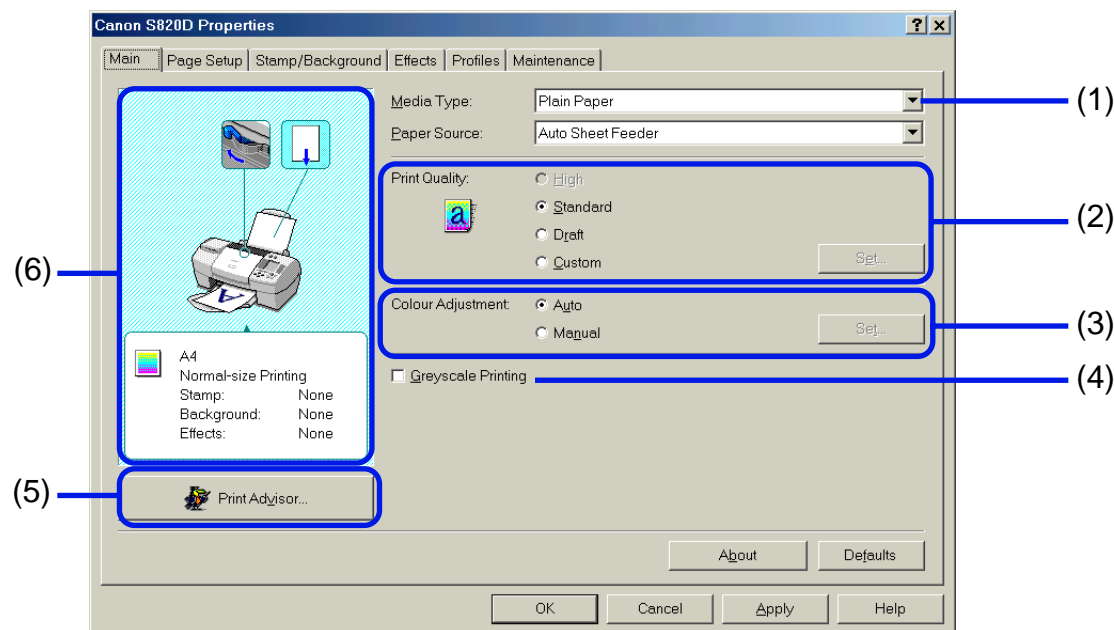 Canon S820D Properties
Main Page Setup Stamp/Background Effects Profiles Maintenance
Media Type: Plain Paper
(1)
Paper Source: Auto Sheet Feeder
Print Quality: High
a
Standard
Draft
Custom
Set...
(2)
Colour Adjustment: Auto
Manual
Set...
(3)
Greyscale Printing
(4)
(6)
A
A4
Normal-size Printing
Stamp: None
Background: None
Effects: None
(5)
Print Advisor...
About Defaults
OK Cancel Apply Help